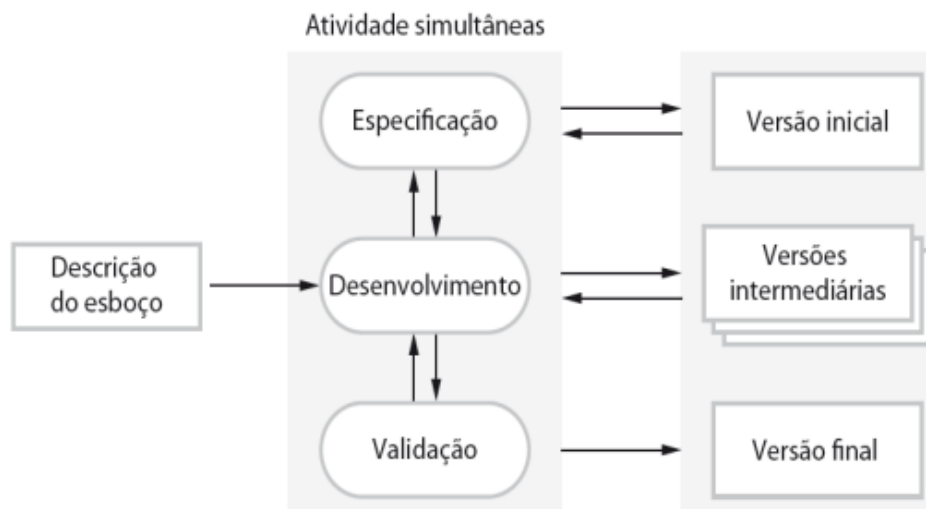 Atividade simultâneas
Especificação
Versão inicial
Descrição
do esboço
Desenvolvimento
Versões
intermediárias
Validação
Versão final